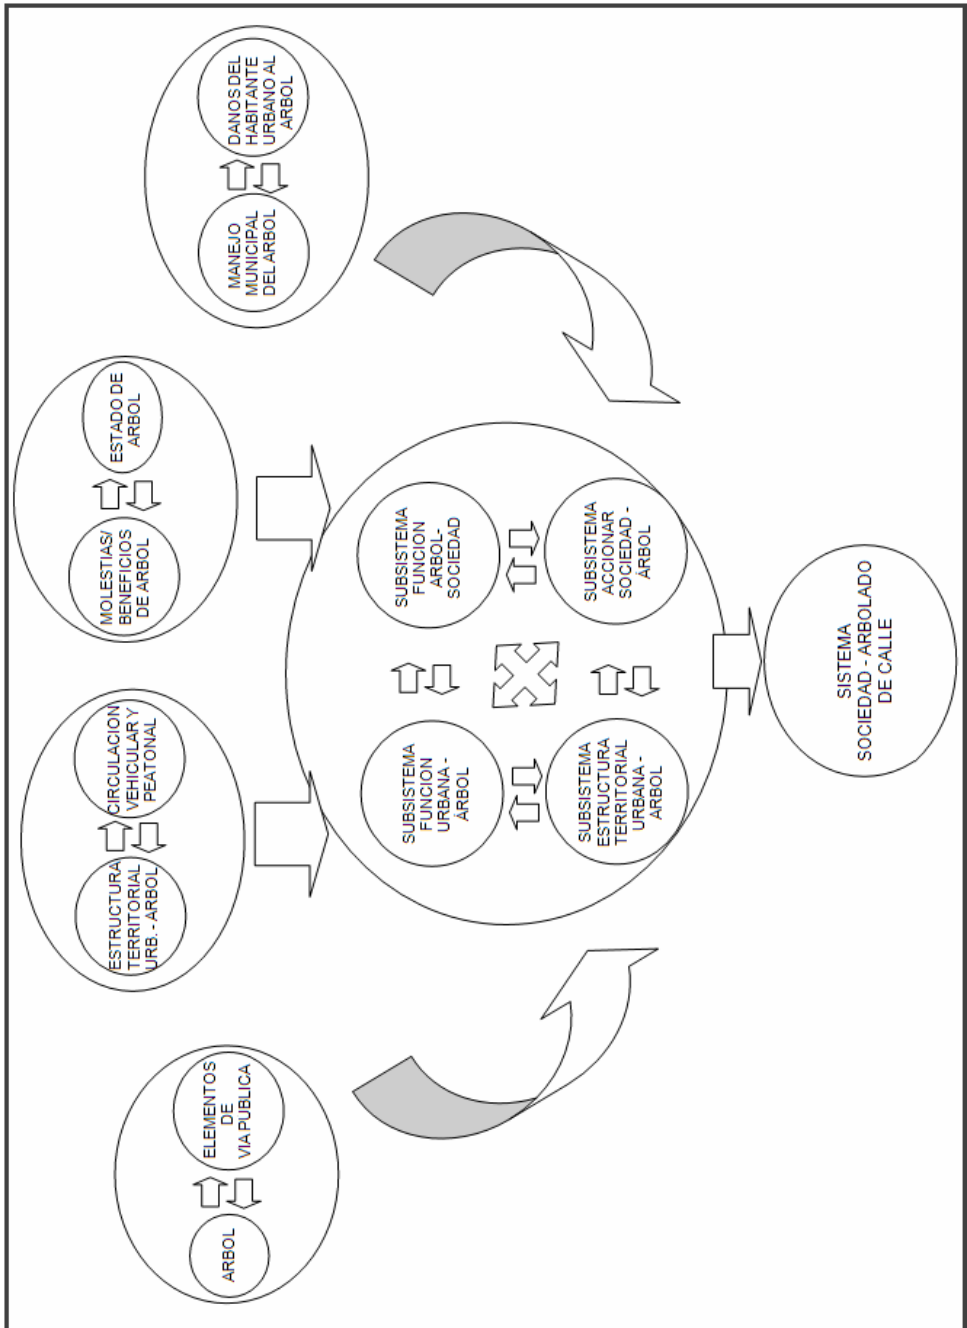 ARBOL
ELEMENTOS
DE
VIA PUBLICA
ESTRUCTURA
TERRITORIAL
URB. - ARBOL
CIRCULACION
VEHICULAR Y
PEATONAL
MOLESTIAS/
BENEFICIOS
DE ARBOL
ESTADO DE
ARBOL
MANEJO
MUNICIPAL
DEL ARBOL
DANOS DEL
HABITANTE
URBANO AL
ARBOL
SUBSISTEMA
FUNCION
URBANA -
ÁRBOL
SUBSISTEMA
FUNCION
ARBOL-
SOCIEDAD
SUBSISTEMA
ESTRUCTURA
TERRITORIAL
URBANA -
ARBOL
SUBSISTEMA
ACCIONAR
SOCIEDAD -
ÁRBOL
SISTEMA
SOCIEDAD - ARBOLADO
DE CALLE